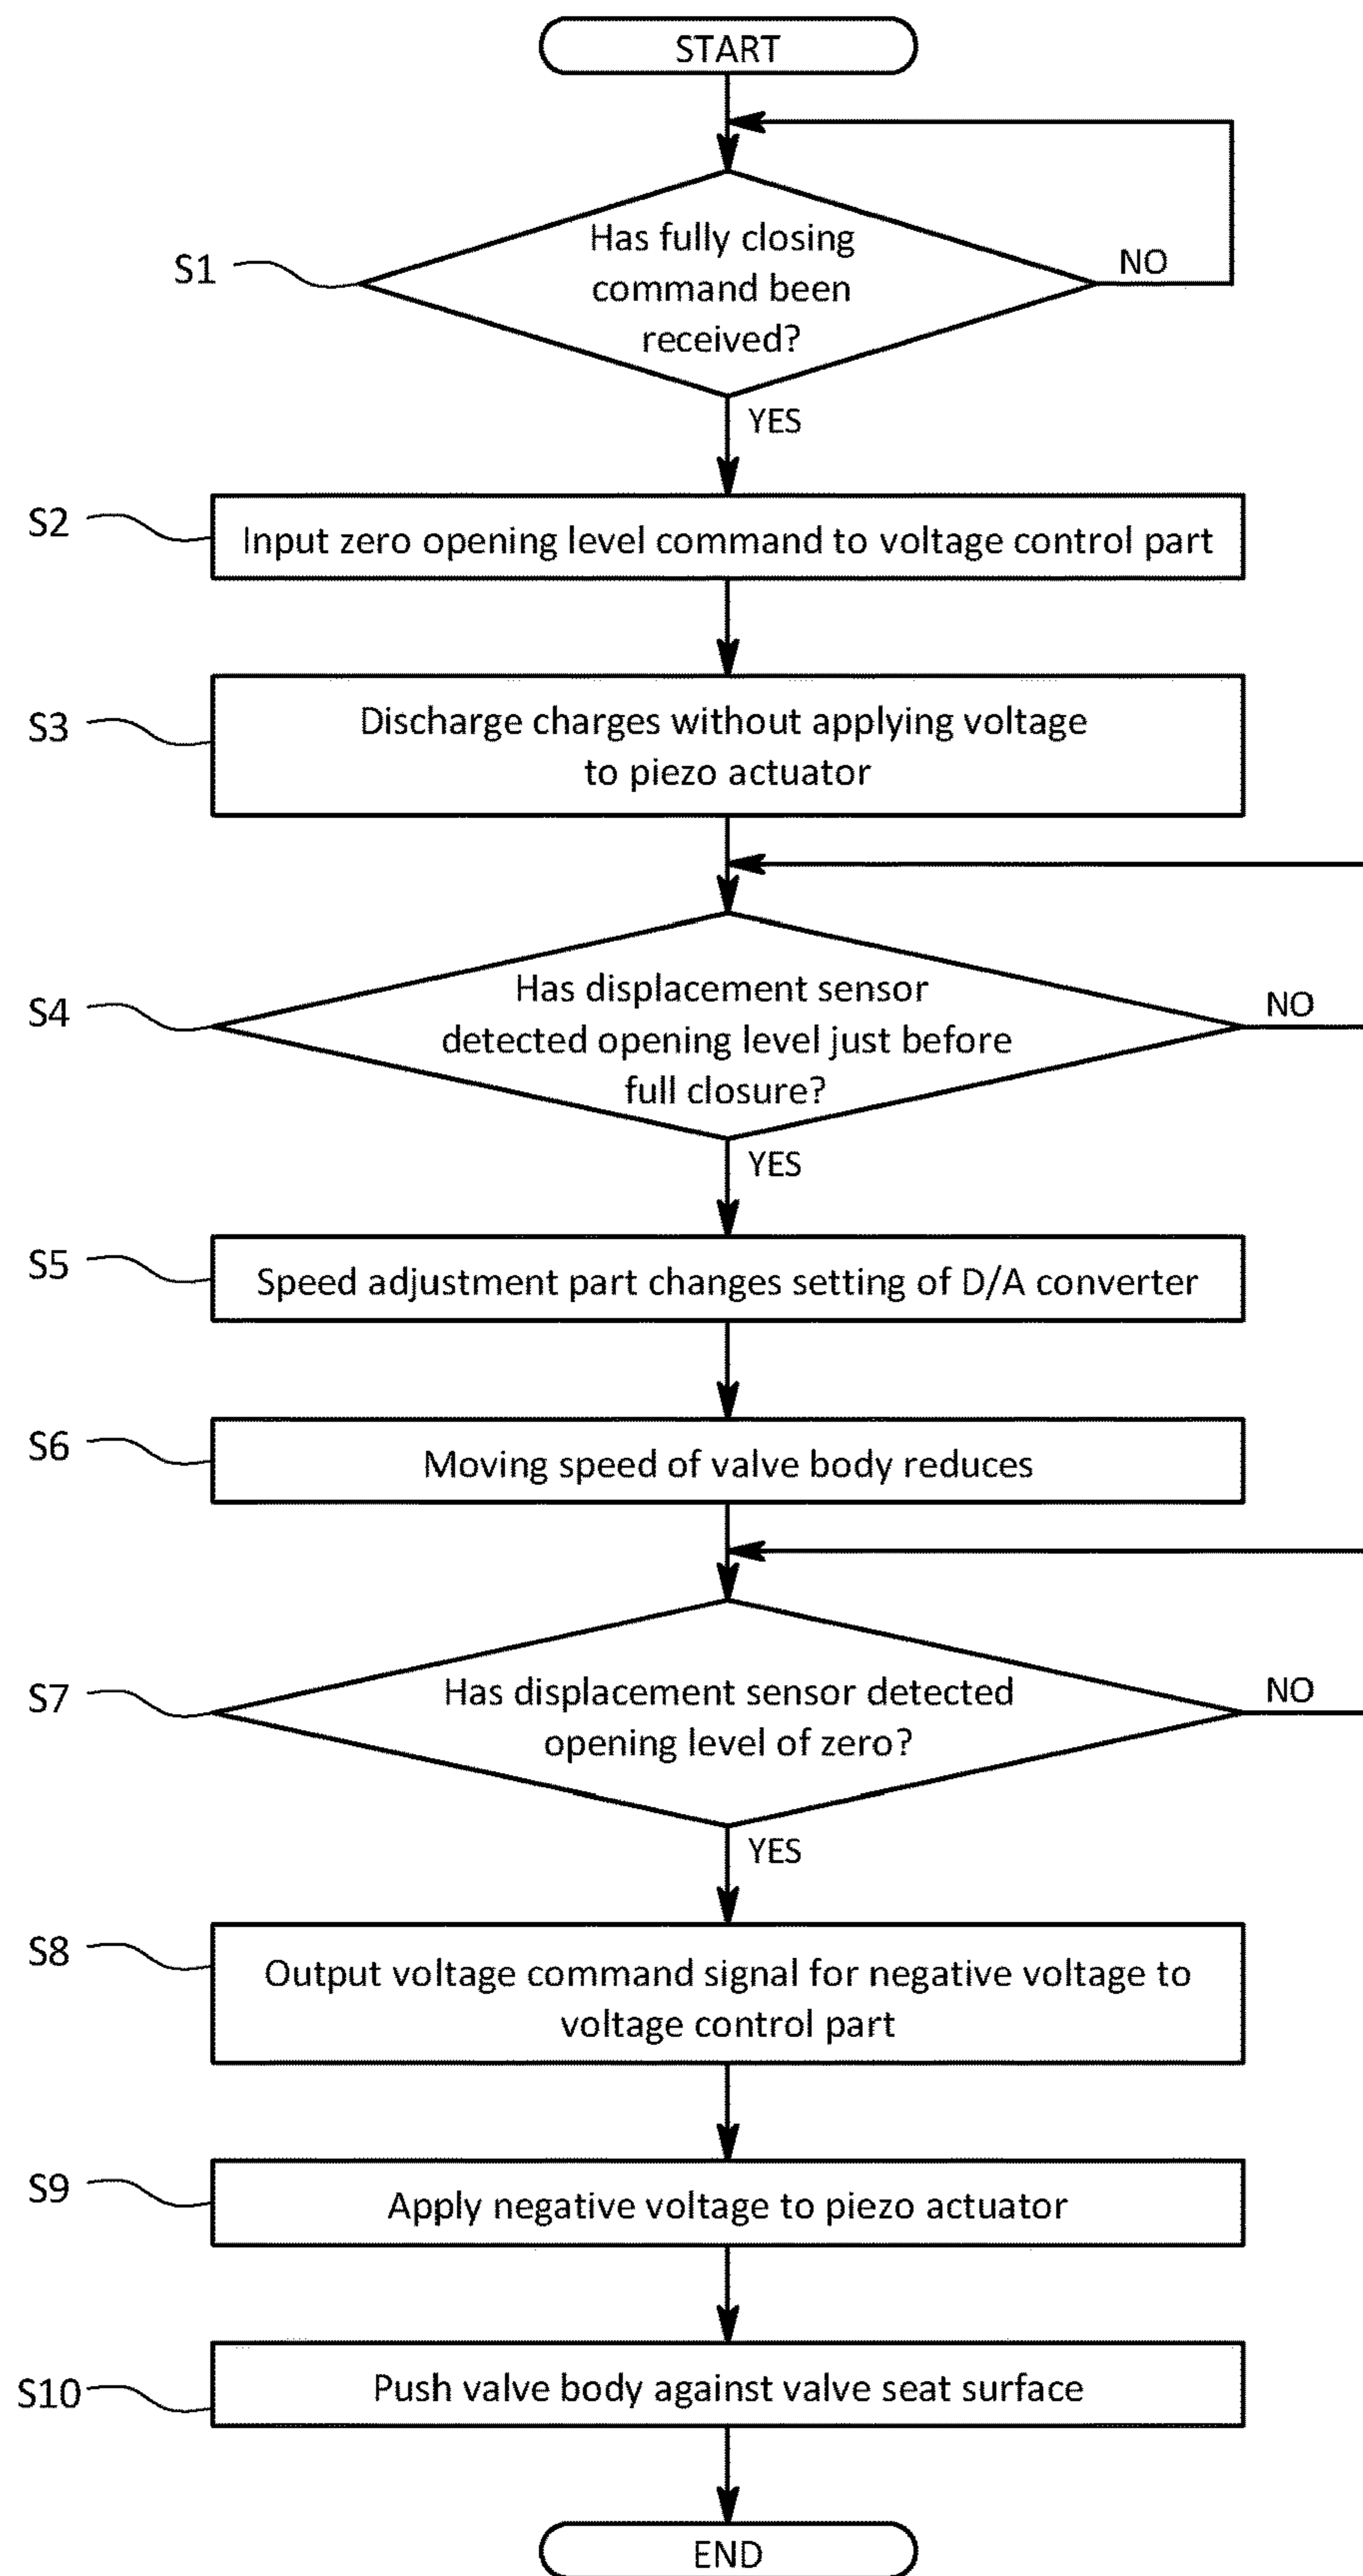 START
Has fully closing
command been
received?
S1
NO
YES
S2
Input zero opening level command to voltage control part
S3
Discharge charges without applying voltage
to piezo actuator
S4
Has displacement sensor
detected opening level just before
full closure?
NO
YES
S5
Speed adjustment part changes setting of D/A converter
S6
Moving speed of valve body reduces
S7
Has displacement sensor detected
opening level of zero?
NO
YES
S8
Output voltage command signal for negative voltage to
voltage control part
S9
Apply negative voltage to piezo actuator
S10
Push valve body against valve seat surface
END